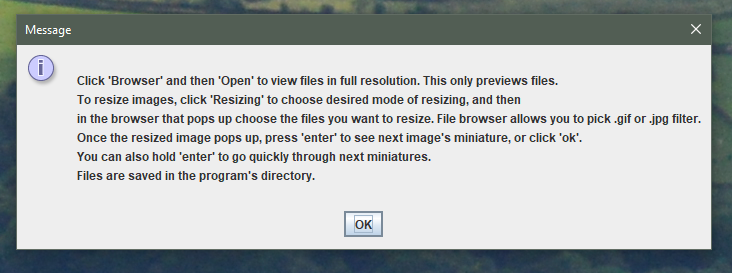 Message
Click 'Browser' and then 'Open' to view files in full resolution. This only previews files.
To resize images, click 'Resizing' to choose desired mode of resizing, and then
in the browser that pops up choose the files you want to resize. File browser allows you to pick .gif or .jpg filter.
Once the resized image pops up, press 'enter' to see next image's miniature, or click 'ok'.
You can also hold 'enter' to go quickly through next miniatures.
Files are saved in the program's directory.
OK